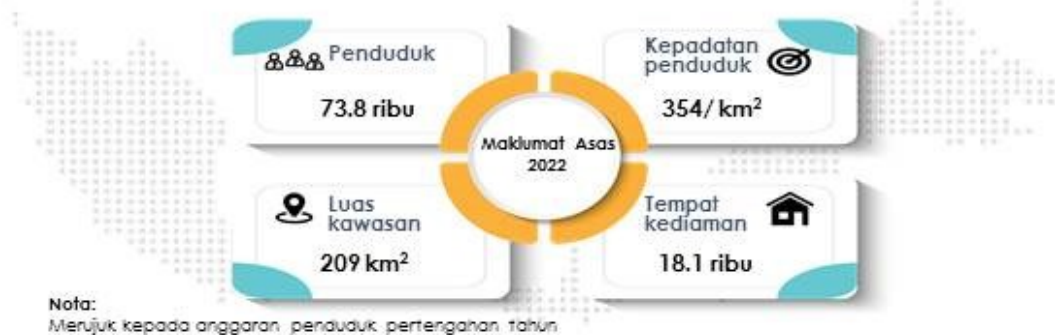 Penduduk
73.8 ribu
Kepadatan
penduduk
354/ km²
Maklumat Asas
2022
Luas
kawasan
209 km²
Tempat
kediaman
18.1 ribu
Nota:
Merujuk kepada anggaran penduduk pertengahan tahun